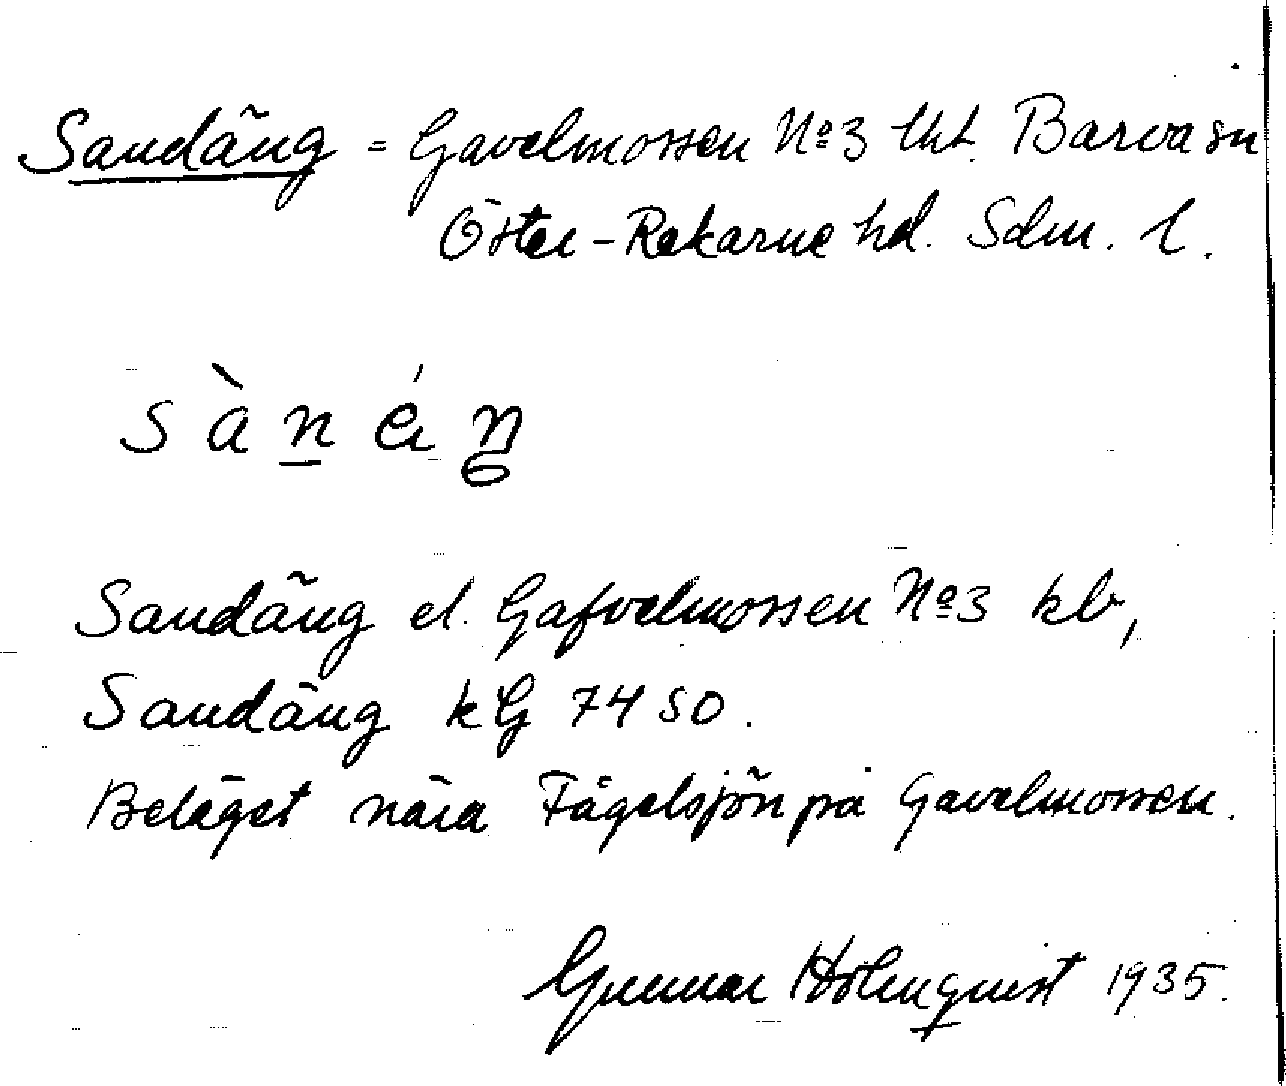 Sandäng = Gavelmossen No 3 lht. Barva sn
Öster-Rekarne hd. Sdm. l.
s à n é ŋ
Sandäng el. Gafvelmossen No 3 kb,
Sandäng kG 74 SO.
Beläget nära Fågelsjön på Gavelmossen.
Gunnar Holmquist 1935.